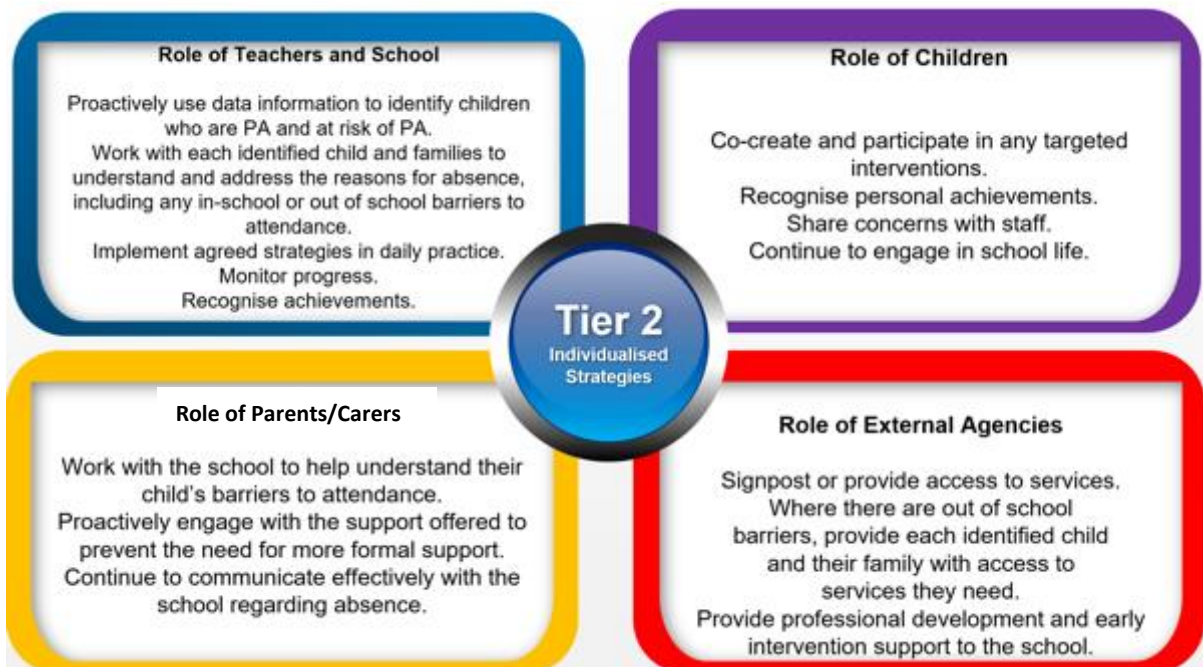 Role of Teachers and School
Proactively use data information to identify children
who are PA and at risk of PA.
Work with each identified child and families to
understand and address the reasons for absence,
including any in-school or out of school barriers to
attendance.
Implement agreed strategies in daily practice.
Monitor progress.
Recognise achievements.
Role of Children
Co-create and participate in any targeted
interventions.
Recognise personal achievements.
Share concerns with staff.
Continue to engage in school life.
Tier 2
Individualised
Strategies
Role of Parents/Carers
Work with the school to help understand their
child's barriers to attendance.
Proactively engage with the support offered to
prevent the need for more formal support.
Continue to communicate effectively with the
school regarding absence.
Role of External Agencies
Signpost or provide access to services.
Where there are out of school
barriers, provide each identified child
and their family with access to
services they need.
Provide professional development and early
intervention support to the school.